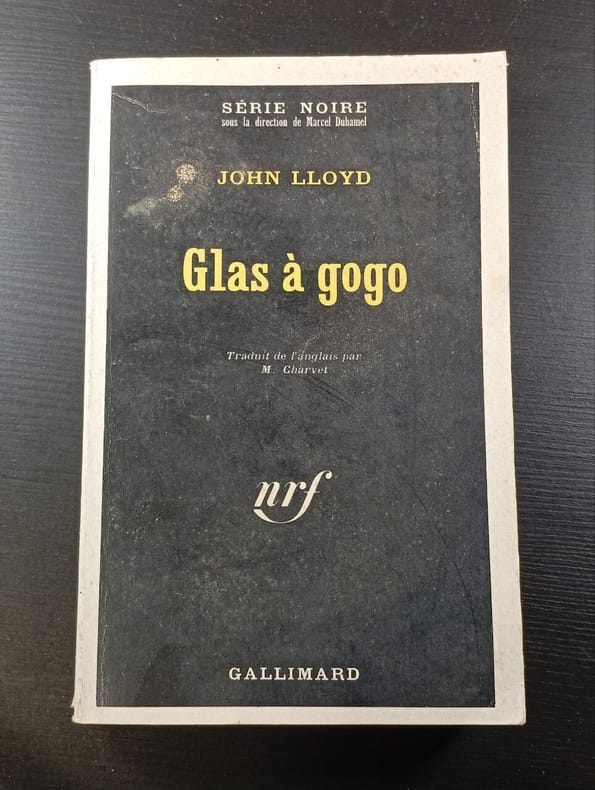 SÉRIE NOIRE
sous la direction de Marcel Duhamel
JOHN LLOYD
Glas à gogo
Traduit de l'anglais par
M. Charvet
nrf
GALLIMARD